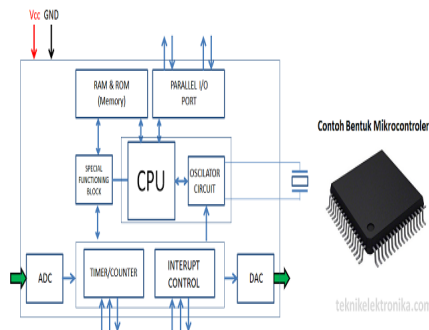 Vcc GND
RAM & ROM
(Memory)
PARALLEL I/O
PORT
SPECIAL
FUNCTIONING
BLOCK
CPU
OSCILATOR
CIRCUIT
ADC
TIMER/COUNTER
INTERUPT
CONTROL
DAC
Contoh Bentuk Mikrocontroler
teknikelektronika.com